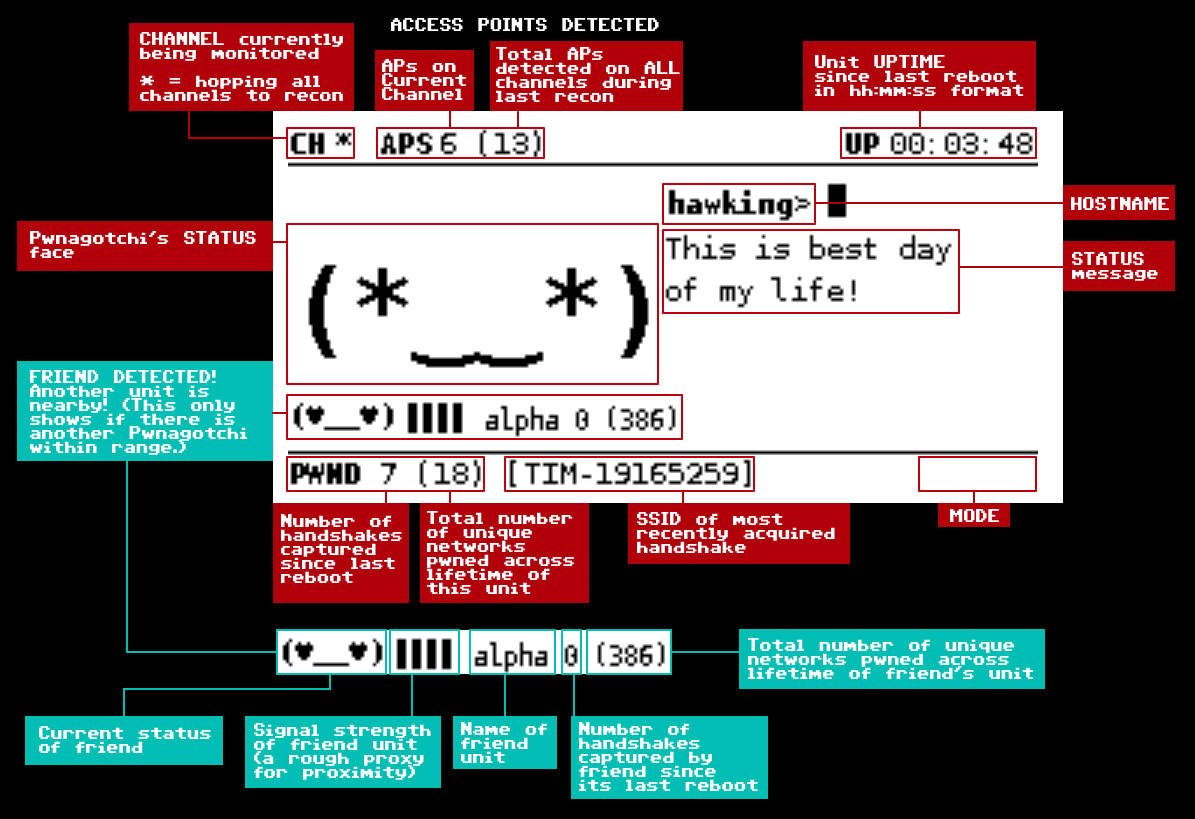 ACCESS POINTS DETECTED
CHANNEL currently
being monitored
* = hopping all
channels to recon
APs on
Current
Channel
Total APs
detected on ALL
channels during
last recon
Unit UPTIME
since last reboot
in hh:mm:ss format
CH *
APS 6 (13)
UP 00:03:48
hawking>
HOSTNAME
Pwnagotchi's STATUS
face
This is best day
of my life!
STATUS
message
(*__*)
FRIEND DETECTED!
Another unit is
nearby! (This only
shows if there is
another Pwnagotchi
within range.)
(♥__♥) alpha 0 (386)
PWND 7 (18) [TIM-19165259]
Number of
handshakes
captured
since last
reboot
Total number
of unique
networks
pwned across
lifetime of
this unit
SSID of most
recently acquired
handshake
MODE
(♥__♥) alpha 0 (386)
Total number of unique
networks pwned across
lifetime of friend's unit
Current status
of friend
Signal strength
of friend unit
(a rough proxy
for proximity)
Name of
friend
unit
Number of
handshakes
captured by
friend since
its last reboot